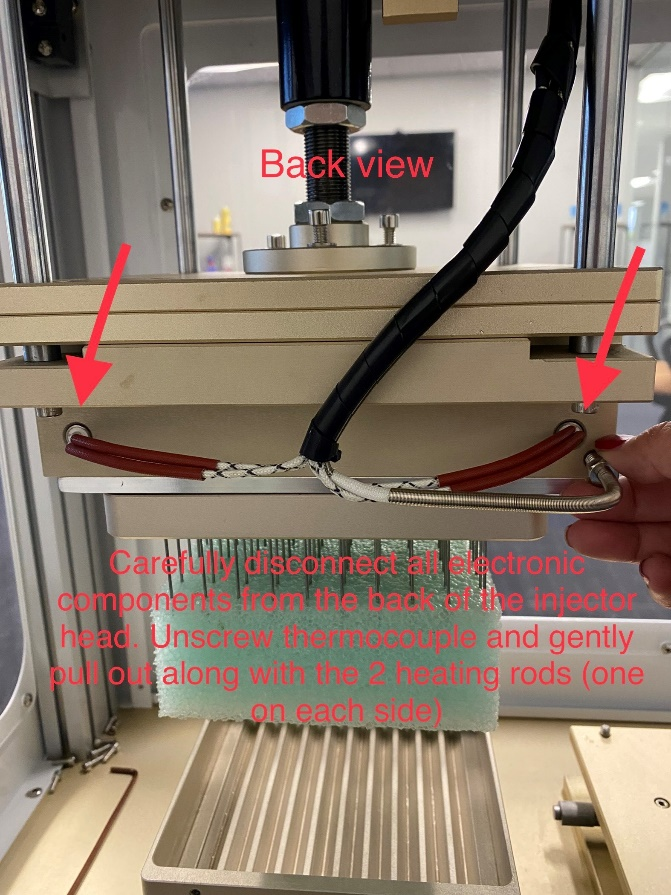 Back view
Carefully disconnect all electronic
components from the back of the injector
head. Unscrew thermocouple and gently
pull out along with the 2 heating rods (one
on each side)